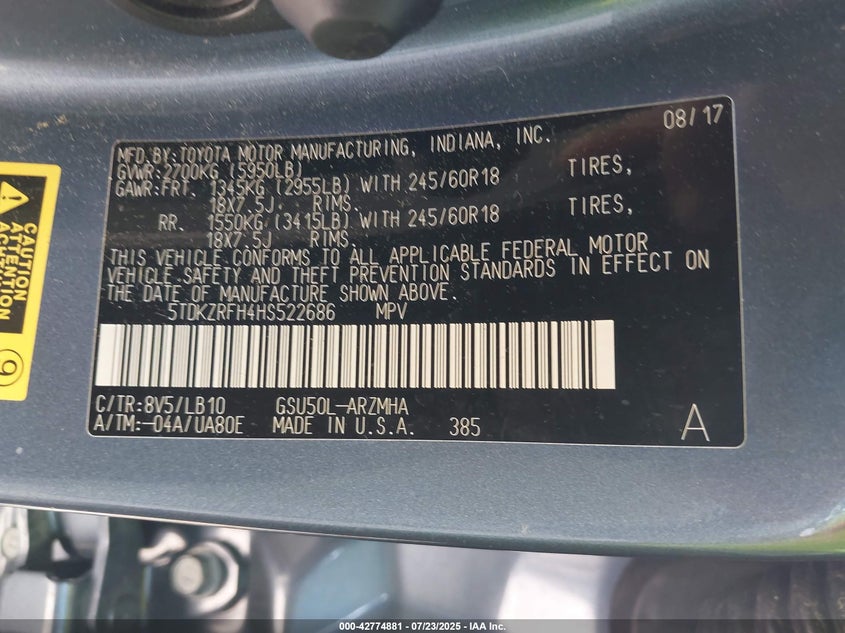 08/17
MFD.BY:TOYOTA MOTOR MANUFACTURING, INDIANA, INC.
GVWR:2700KG (5950LB)
GAWR:FRT. 1345KG (2955LB) WITH 245/60R18 TIRES,
18X7.5J RIMS.
RR. 1550KG (3415LB) WITH 245/60R18 TIRES,
18X7.5J RIMS.
THIS VEHICLE CONFORMS TO ALL APPLICABLE FEDERAL MOTOR
VEHICLE SAFETY AND THEFT PREVENTION STANDARDS IN EFFECT ON
THE DATE OF MANUFACTURE SHOWN ABOVE.
5TDKZRFH4HS522686 MPV
C/TR:8V5/LB10 GSU50L-ARZMHA
A/TM:-04A/UA80E MADE IN U.S.A. 385
A
CAUTION
ATTENTION
9
000-42774881 - 07/23/2025 - IAA Inc.